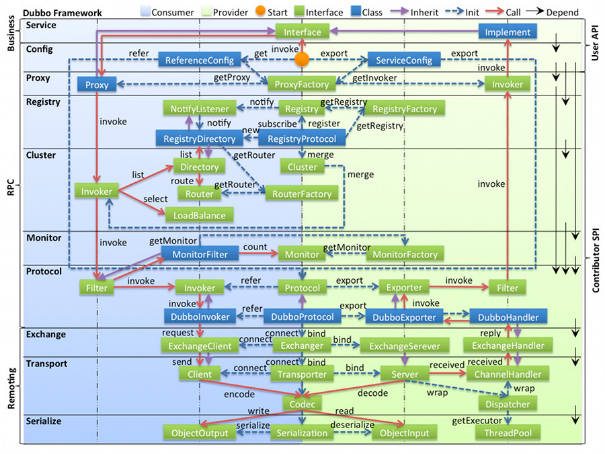 Dubbo Framework
Consumer Provider Start Interface Class Inherit Init Call Depend
Business
Service
Interface
Implement
User API
Config
refer
get
invoke
export
export
ReferenceConfig
ServiceConfig
invoke
RPC
Proxy
getProxy
getInvoker
Proxy
ProxyFactory
Invoker
Registry
notify
getRegistry
NotifyListener
Registry
RegistryFactory
invoke
notify
subscribe
register
new
getRegistry
RegistryDirectory
RegistryProtocol
Cluster
list
getRouter
merge
Directory
Cluster
merge
list
route
getRouter
invoke
Invoker
Router
RouterFactory
select
LoadBalance
Monitor
invoke
getMonitor
count
getMonitor
MonitorFilter
Monitor
MonitorFactory
Contributor SPI
Protocol
invoke
refer
export
invoke
Filter
Invoker
Protocol
Exporter
Filter
invoke
refer
export
invoke
DubboInvoker
DubboProtocol
DubboExporter
DubboHandler
Remoting
Exchange
request
connect
bind
reply
ExchangeClient
connect
Exchanger
bind
ExchangeSerever
ExchangeHandler
Transport
send
connect
bind
received
Client
connect
Transporter
bind
Server
received
ChannelHandler
encode
decode
wrap
wrap
Codec
Dispatcher
Serialize
write
read
getExecutor
ObjectOutput
serialize
Serialization
deserialize
ObjectInput
ThreadPool